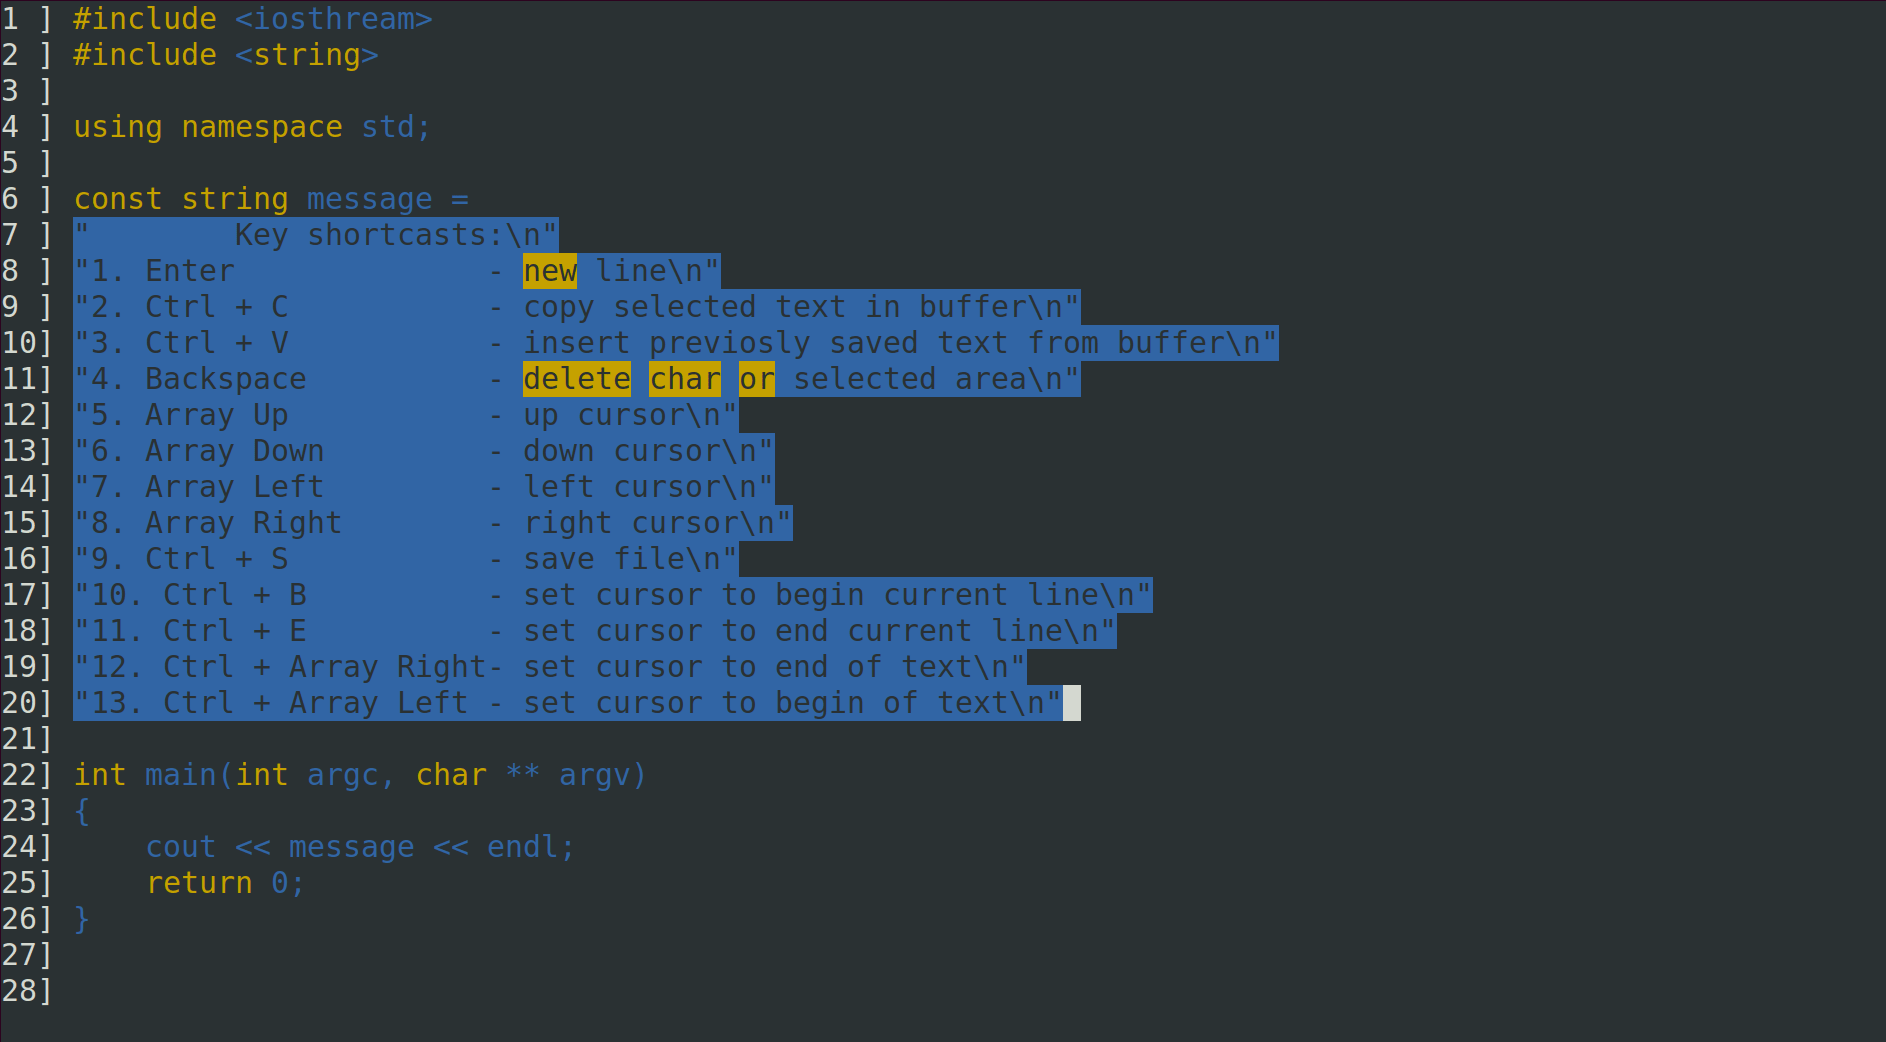 1 ] #include <iosthream>
2 ] #include <string>
3 ]
4 ] using namespace std;
5 ]
6 ] const string message =
7 ] "        Key shortcasts:\n"
8 ] "1. Enter              - new line\n"
9 ] "2. Ctrl + C           - copy selected text in buffer\n"
10] "3. Ctrl + V           - insert previosly saved text from buffer\n"
11] "4. Backspace          - delete char or selected area\n"
12] "5. Array Up           - up cursor\n"
13] "6. Array Down         - down cursor\n"
14] "7. Array Left         - left cursor\n"
15] "8. Array Right        - right cursor\n"
16] "9. Ctrl + S           - save file\n"
17] "10. Ctrl + B          - set cursor to begin current line\n"
18] "11. Ctrl + E          - set cursor to end current line\n"
19] "12. Ctrl + Array Right- set cursor to end of text\n"
20] "13. Ctrl + Array Left - set cursor to begin of text\n"
21]
22] int main(int argc, char ** argv)
23] {
24]     cout << message << endl;
25]     return 0;
26] }
27]
28]